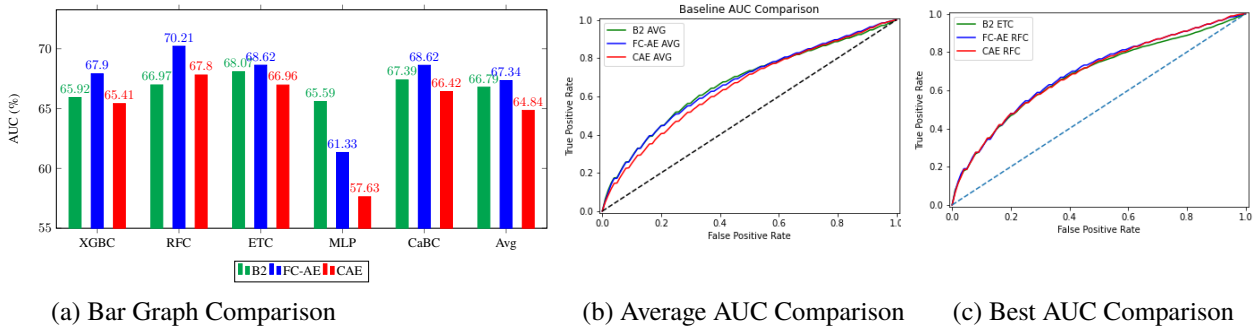 70
65
60
55
AUC (%)
65.92
67.9
65.41
66.97
70.21
67.8
68.07
68.62
66.96
65.59
61.33
57.63
67.39
68.62
66.42
66.79
67.34
64.84
XGBC RFC ETC MLP CaBC Avg
B2 FC-AE CAE
(a) Bar Graph Comparison
Baseline AUC Comparison
B2 AVG
FC-AE AVG
CAE AVG
True Positive Rate
1.0
0.8
0.6
0.4
0.2
0.0
0.0 0.2 0.4 0.6 0.8 1.0
False Positive Rate
(b) Average AUC Comparison
B2 ETC
FC-AE RFC
CAE RFC
True Positive Rate
1.0
0.8
0.6
0.4
0.2
0.0
0.0 0.2 0.4 0.6 0.8 1.0
False Positive Rate
(c) Best AUC Comparison